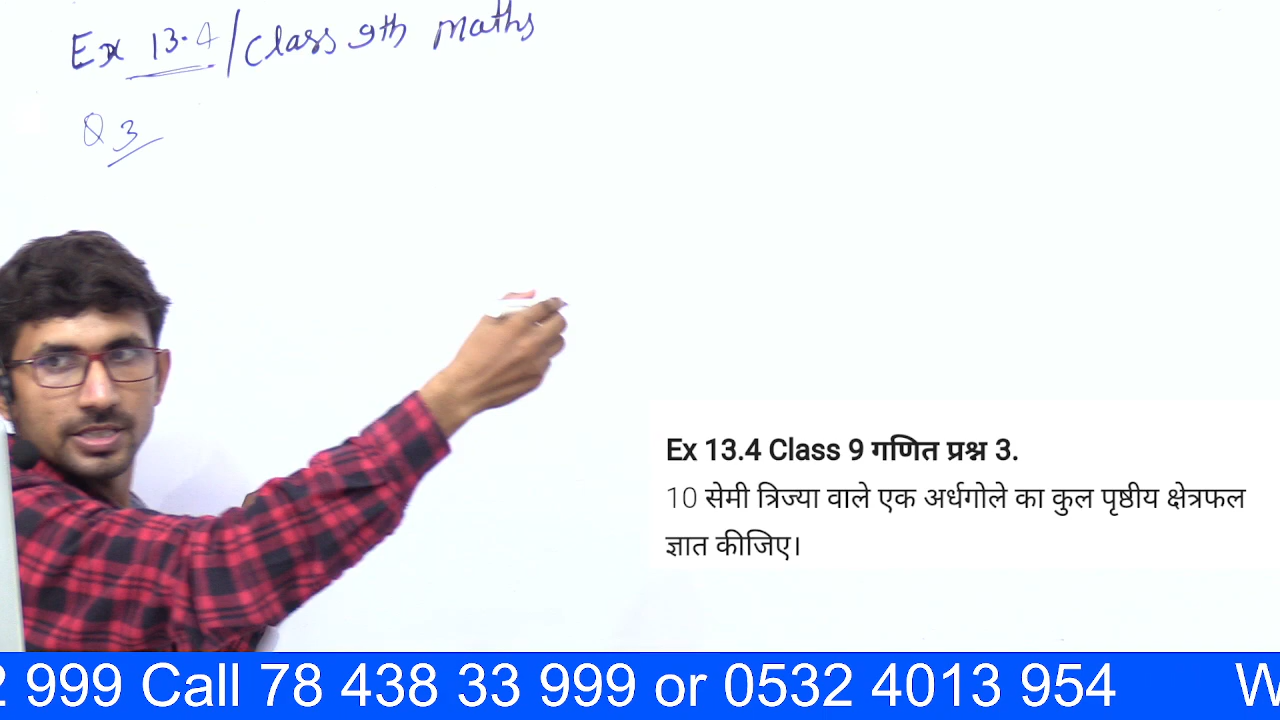 Ex 13.4 / Class 9th maths
Q 3
Ex 13.4 Class 9 गणित प्रश्न 3.
10 सेमी त्रिज्या वाले एक अर्धगोले का कुल पृष्ठीय क्षेत्रफल
ज्ञात कीजिए।
2 999 Call 78 438 33 999 or 0532 4013 954 W